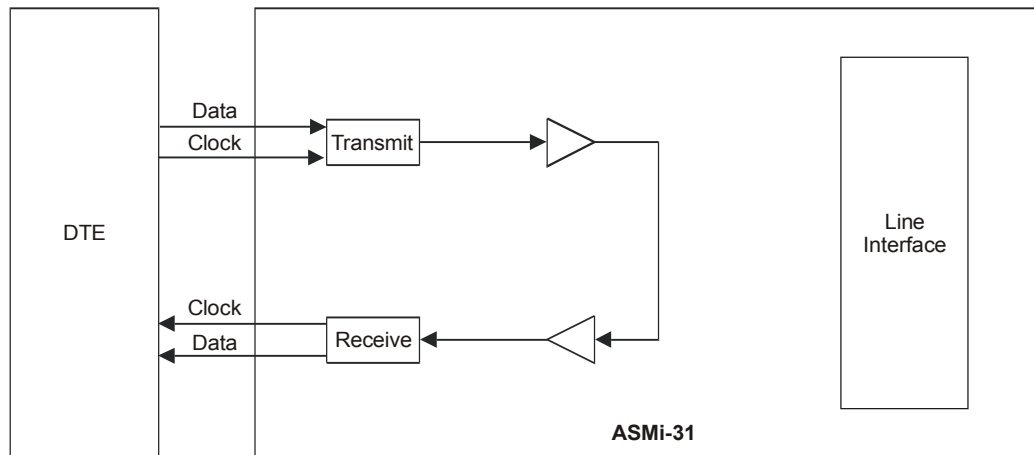 Data
Clock
Transmit
DTE
Line
Interface
Clock
Data
Receive
ASMi-31